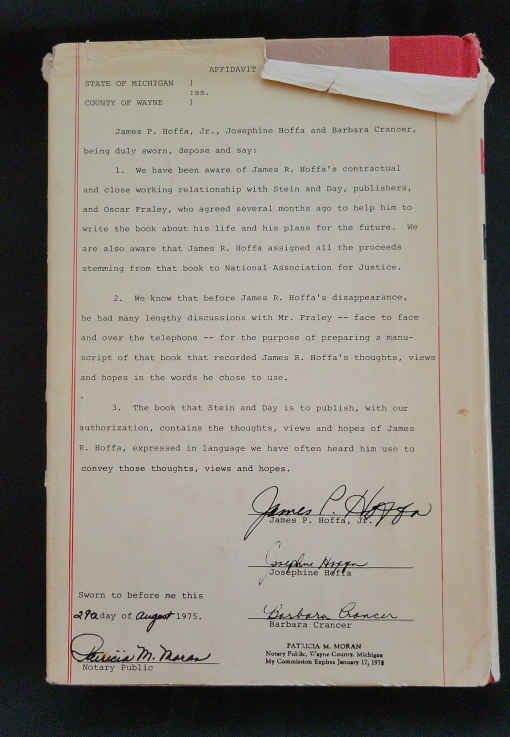 AFFIDAVIT
STATE OF MICHIGAN )
:ss.
COUNTY OF WAYNE )
James P. Hoffa, Jr., Josephine Hoffa and Barbara Crancer,
being duly sworn, depose and say:
1. We have been aware of James R. Hoffa's contractual
and close working relationship with Stein and Day, publishers,
and Oscar Fraley, who agreed several months ago to help him to
write the book about his life and his plans for the future. We
are also aware that James R. Hoffa assigned all the proceeds
stemming from that book to National Association for Justice.
2. We know that before James R. Hoffa's disappearance,
he had many lengthy discussions with Mr. Fraley -- face to face
and over the telephone -- for the purpose of preparing a manu-
script of that book that recorded James R. Hoffa's thoughts, views
and hopes in the words he chose to use.
3. The book that Stein and Day is to publish, with our
authorization, contains the thoughts, views and hopes of James
R. Hoffa, expressed in language we have often heard him use to
convey those thoughts, views and hopes.
James P. Hoffa
James P. Hoffa, Jr.
Josephine Hoffa
Josephine Hoffa
Sworn to before me this
day of August 1975.
Barbara Crancer
Barbara Crancer
Patricia M. Moran
Notary Public
PATRICIA M. MORAN
Notary Public, Wayne County, Michigan
My Commission Expires January 17, 1978